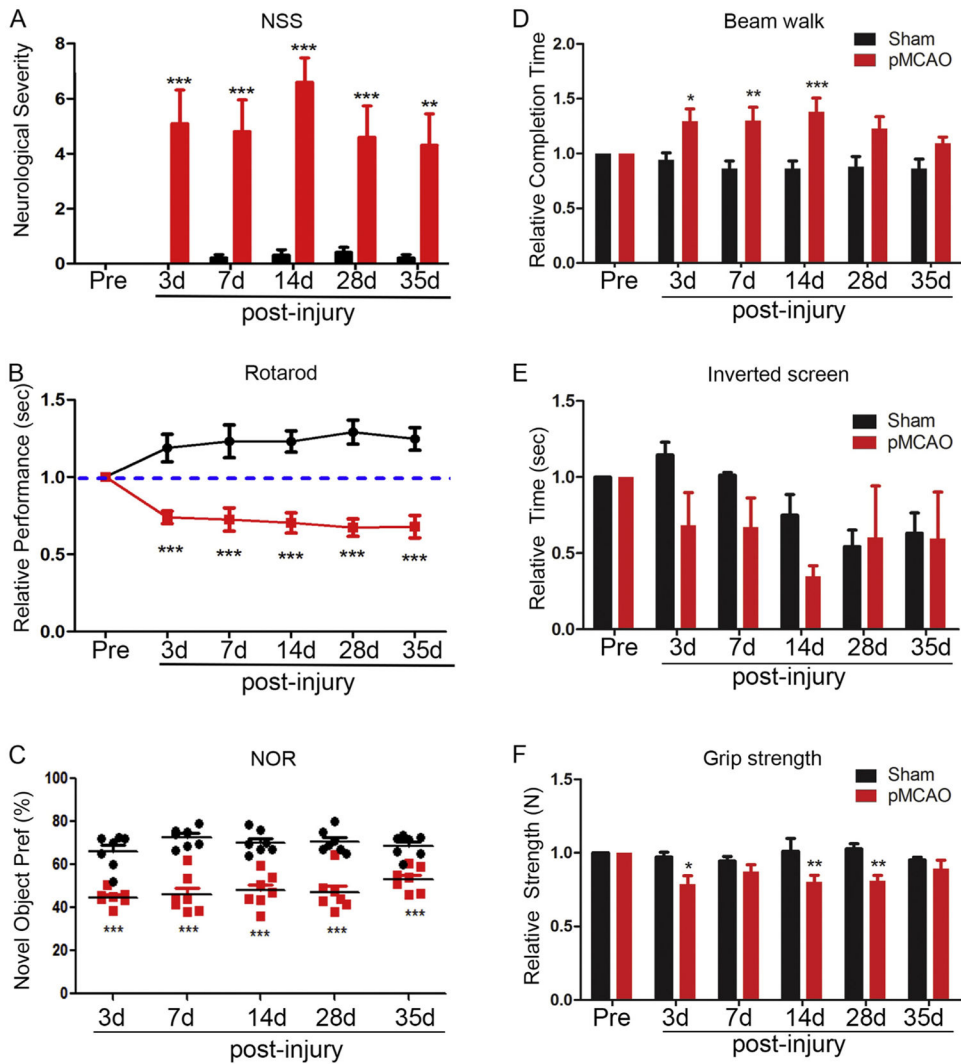 A
NSS
Neurological Severity
8
6
4
2
0
***
***
***
***
**
Pre
3d
7d
14d
28d
35d
post-injury
B
Rotarod
Relative Performance (sec)
1.5
1.0
0.5
0.0
***
***
***
***
***
Pre
3d
7d
14d
28d
35d
post-injury
C
NOR
Novel Object Pref (%)
100
80
60
40
20
0
***
***
***
***
***
3d
7d
14d
28d
35d
post-injury
D
Beam walk
Sham
pMCAO
Relative Completion Time
2.0
1.5
1.0
0.5
0.0
*
**
***
Pre
3d
7d
14d
28d
35d
post-injury
E
Inverted screen
Sham
pMCAO
Relative Time (sec)
1.5
1.0
0.5
0.0
Pre
3d
7d
14d
28d
35d
post-injury
F
Grip strength
Sham
pMCAO
Relative Strength (N)
1.5
1.0
0.5
0.0
*
**
**
Pre
3d
7d
14d
28d
35d
post-injury